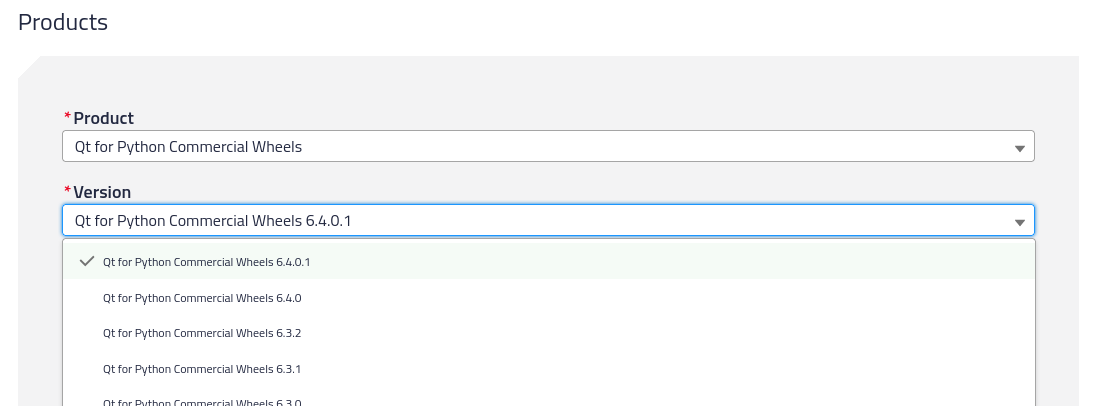 Products
*Product
Qt for Python Commercial Wheels
*Version
Qt for Python Commercial Wheels 6.4.0.1
Qt for Python Commercial Wheels 6.4.0.1
Qt for Python Commercial Wheels 6.4.0
Qt for Python Commercial Wheels 6.3.2
Qt for Python Commercial Wheels 6.3.1
Qt for Python Commercial Wheels 6.3.0